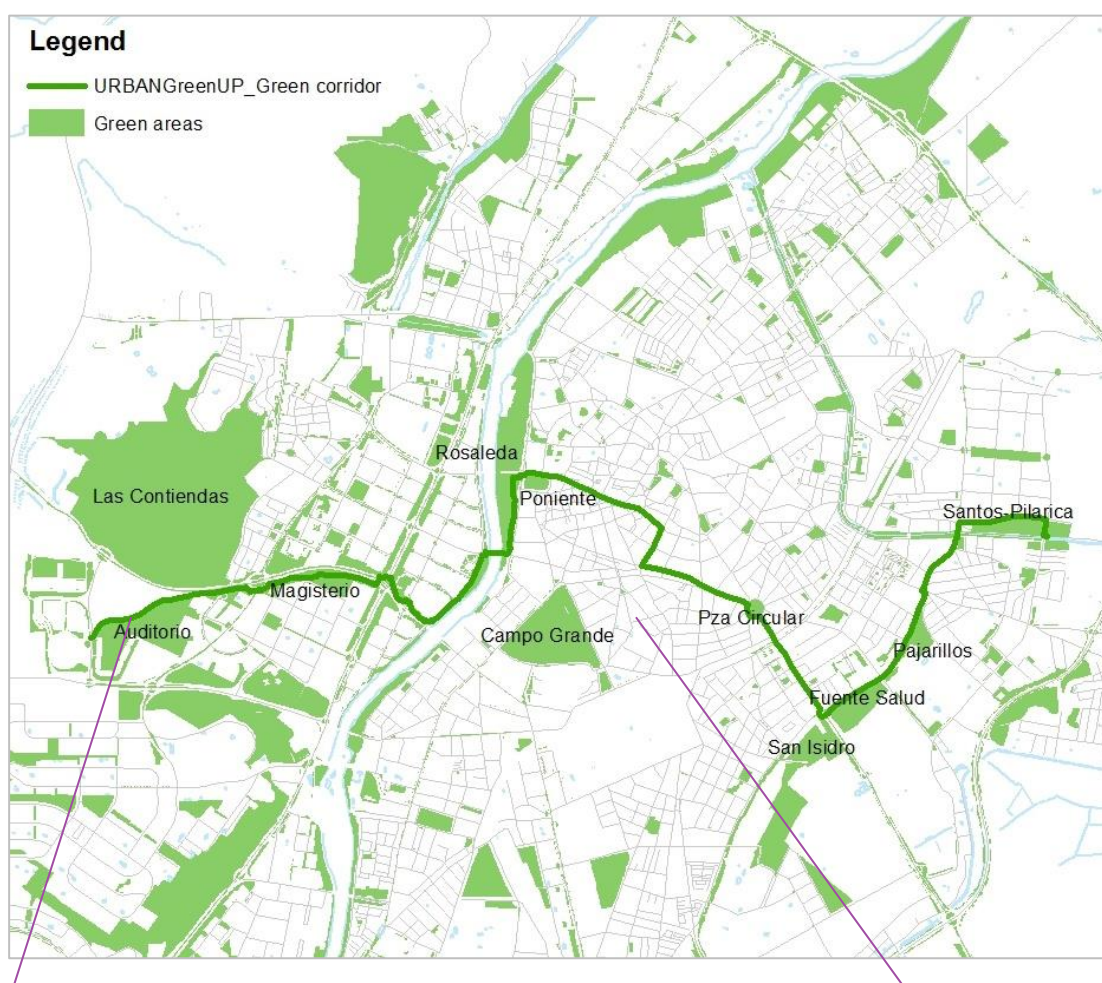 Legend
URBANGreenUP_Green corridor
Green areas
Rosaleda
Las Contiendas
Poniente
Santos-Pilarica
Magisterio
Auditorio
Pza Circular
Campo Grande
Pajarillos
Fuente Salud
San Isidro